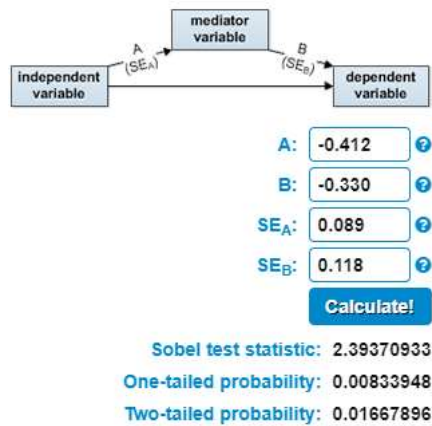 mediator
variable
A
(SEA)
B
(SEB)
independent
variable
dependent
variable
A: -0.412 ?
B: -0.330 ?
SEA: 0.089 ?
SEB: 0.118 ?
Calculate!
Sobel test statistic: 2.39370933
One-tailed probability: 0.00833948
Two-tailed probability: 0.01667896